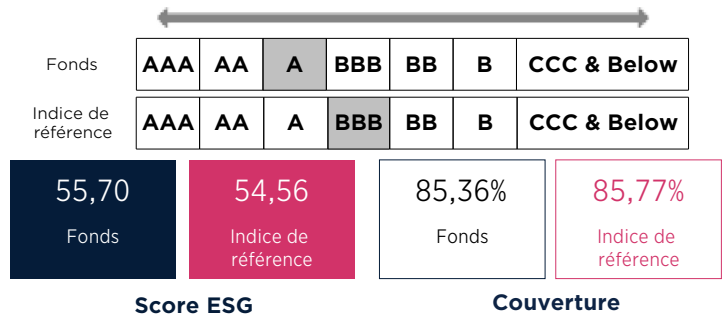 Fonds AAA AA A BBB BB B CCC & Below
Indice de
référence AAA AA A BBB BB B CCC & Below
55,70 54,56 85,36% 85,77%
Fonds Indice de Fonds Indice de
référence référence
Score ESG Couverture